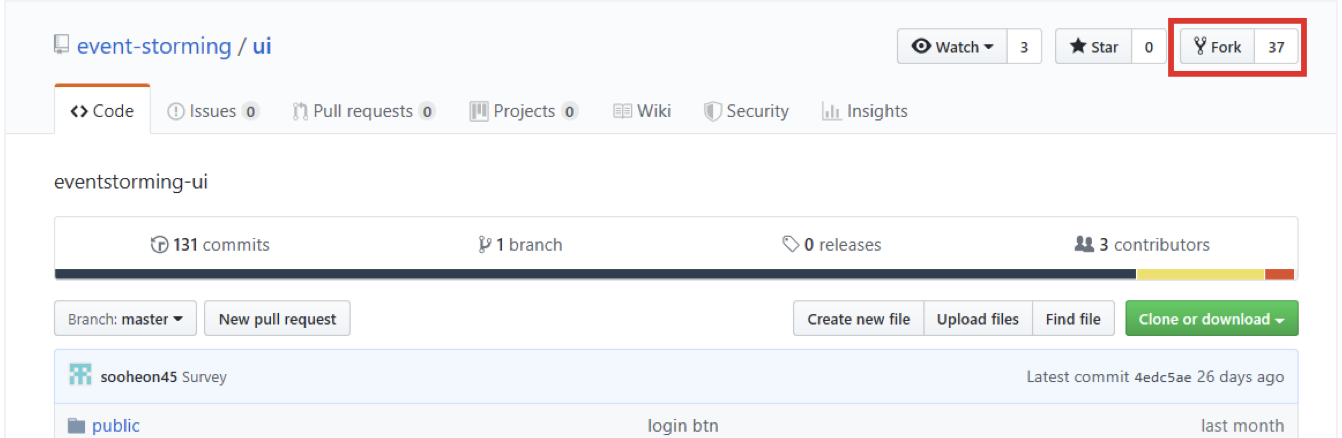 event-storming / ui
Watch 3 Star 0 Fork 37
Code Issues 0 Pull requests 0 Projects 0 Wiki Security Insights
eventstorming-ui
131 commits 1 branch 0 releases 3 contributors
Branch: master New pull request Create new file Upload files Find file Clone or download
sooheon45 Survey Latest commit 4edc5ae 26 days ago
public login btn last month